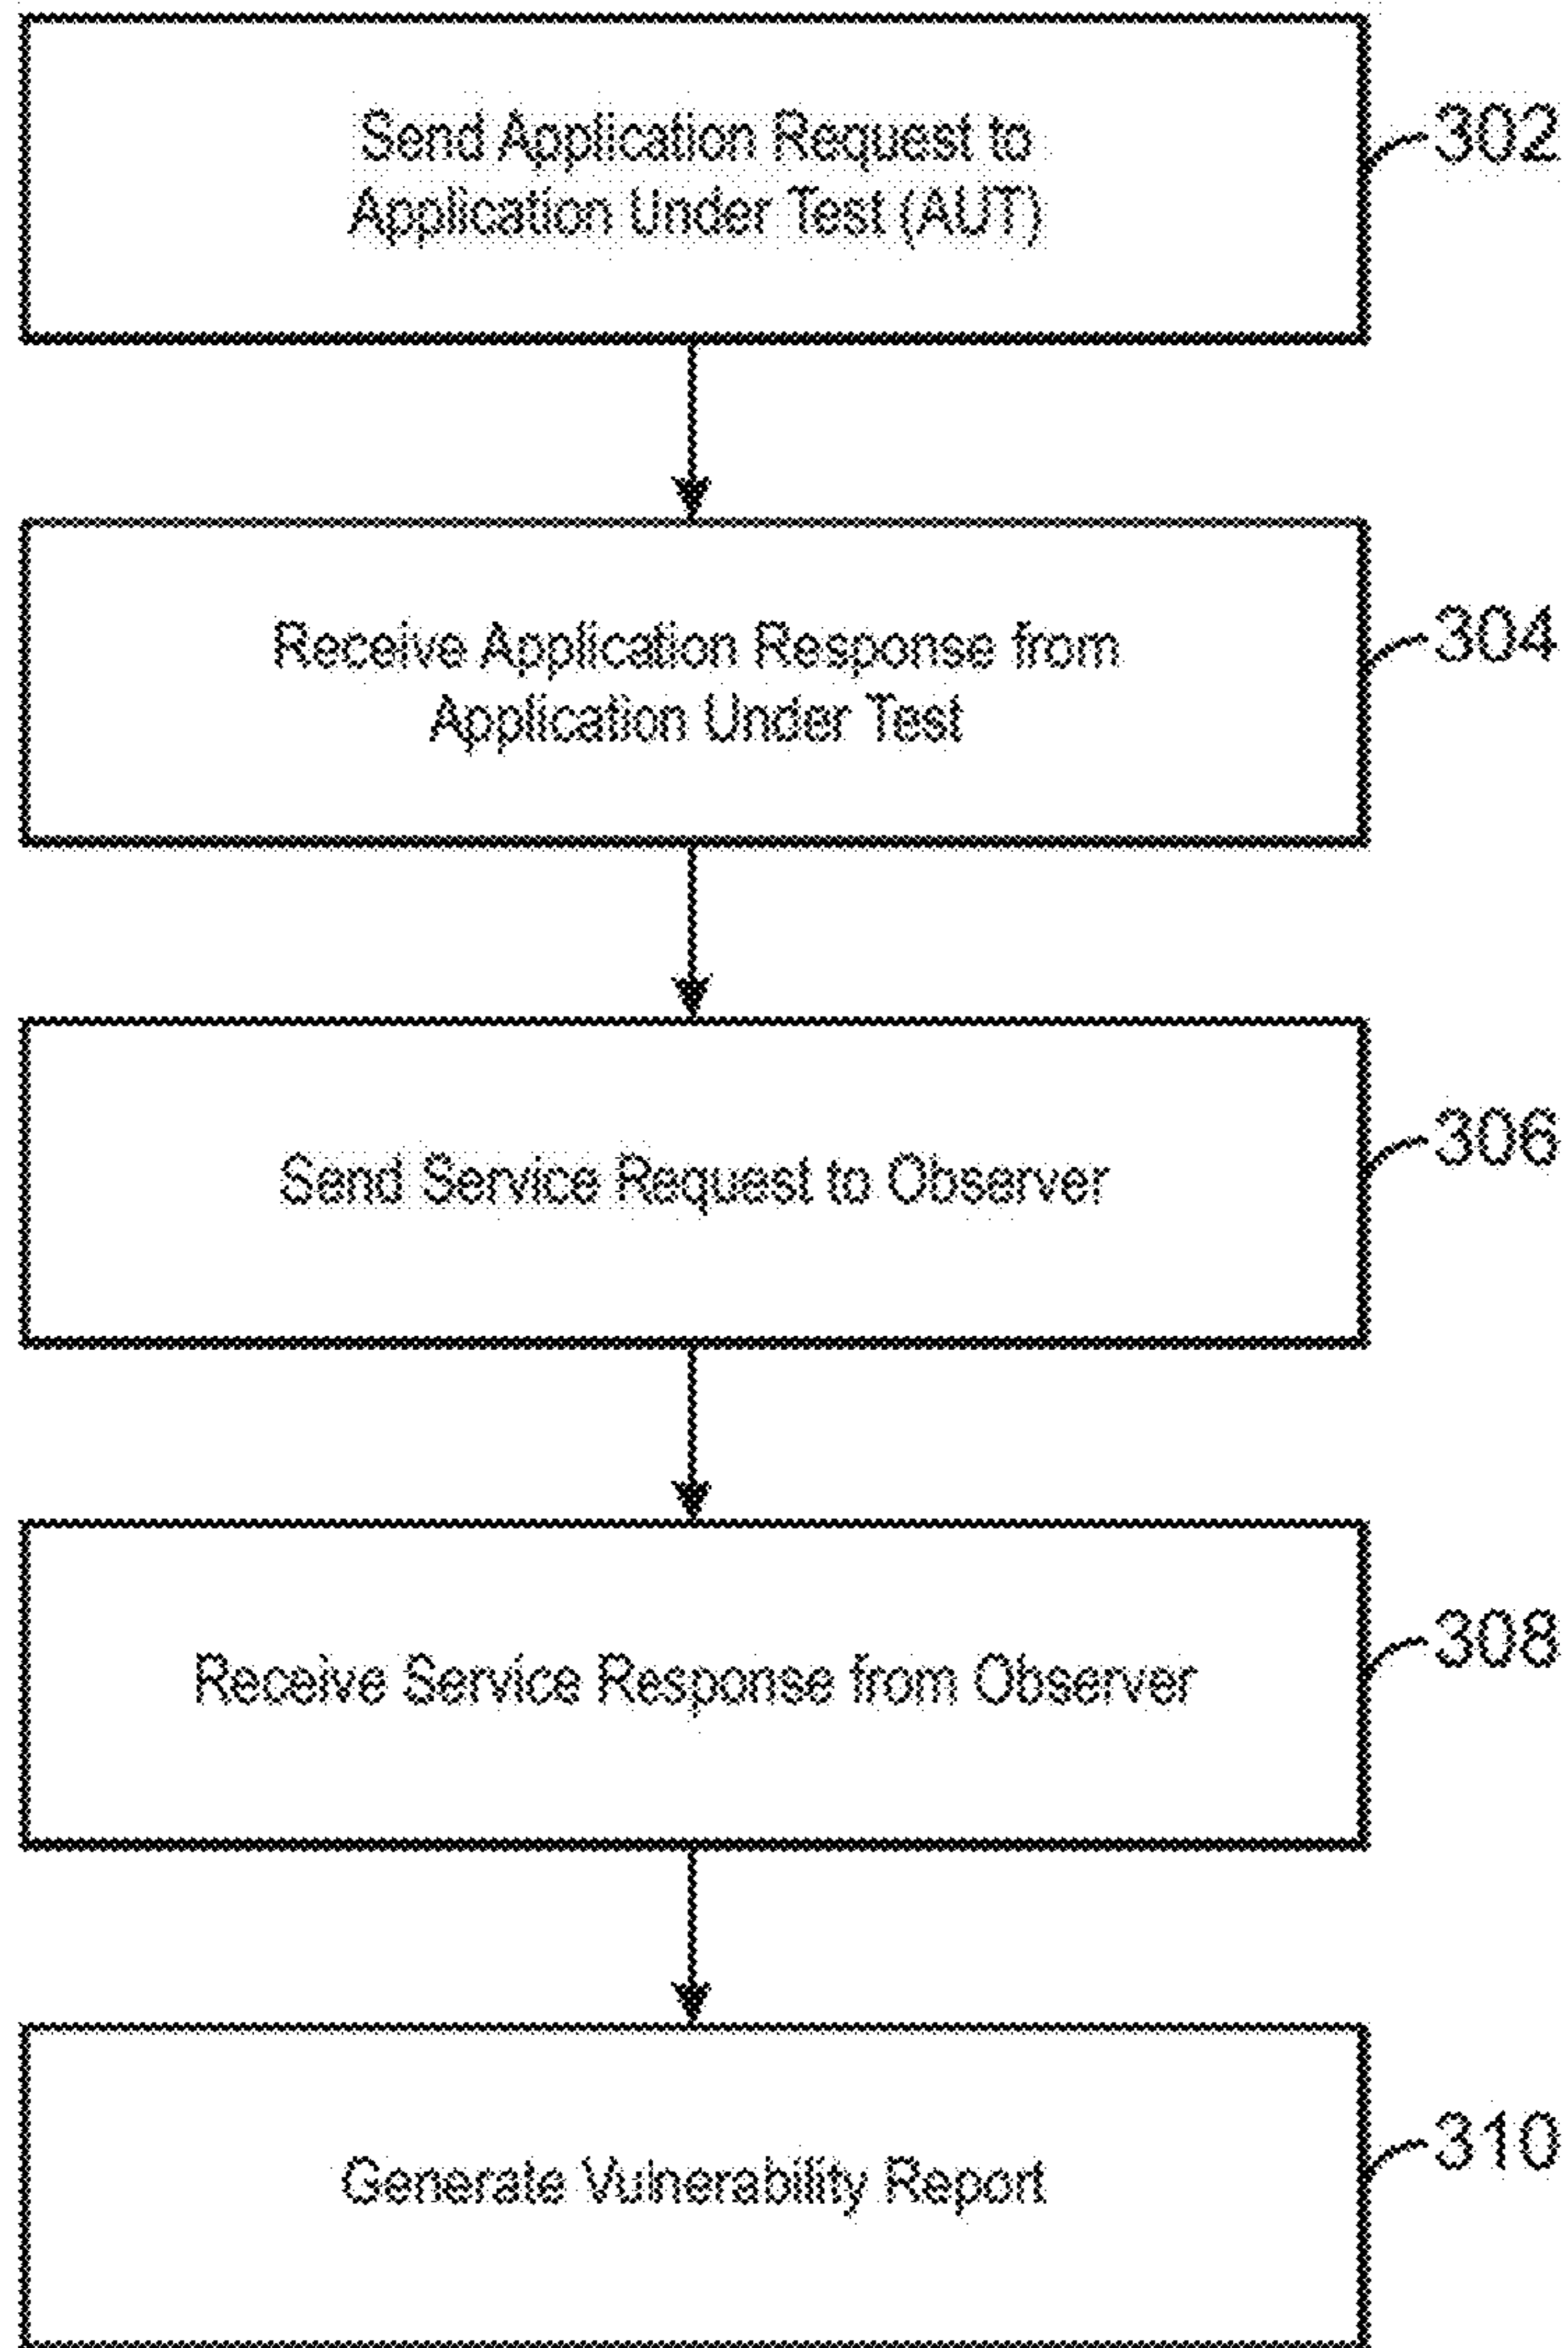 Send Application Request to
Application Under Test (AUT)
302
Receive Application Response from
Application Under Test
304
Send Service Request to Observer
306
Receive Service Response from Observer
308
Generate Vulnerability Report
310